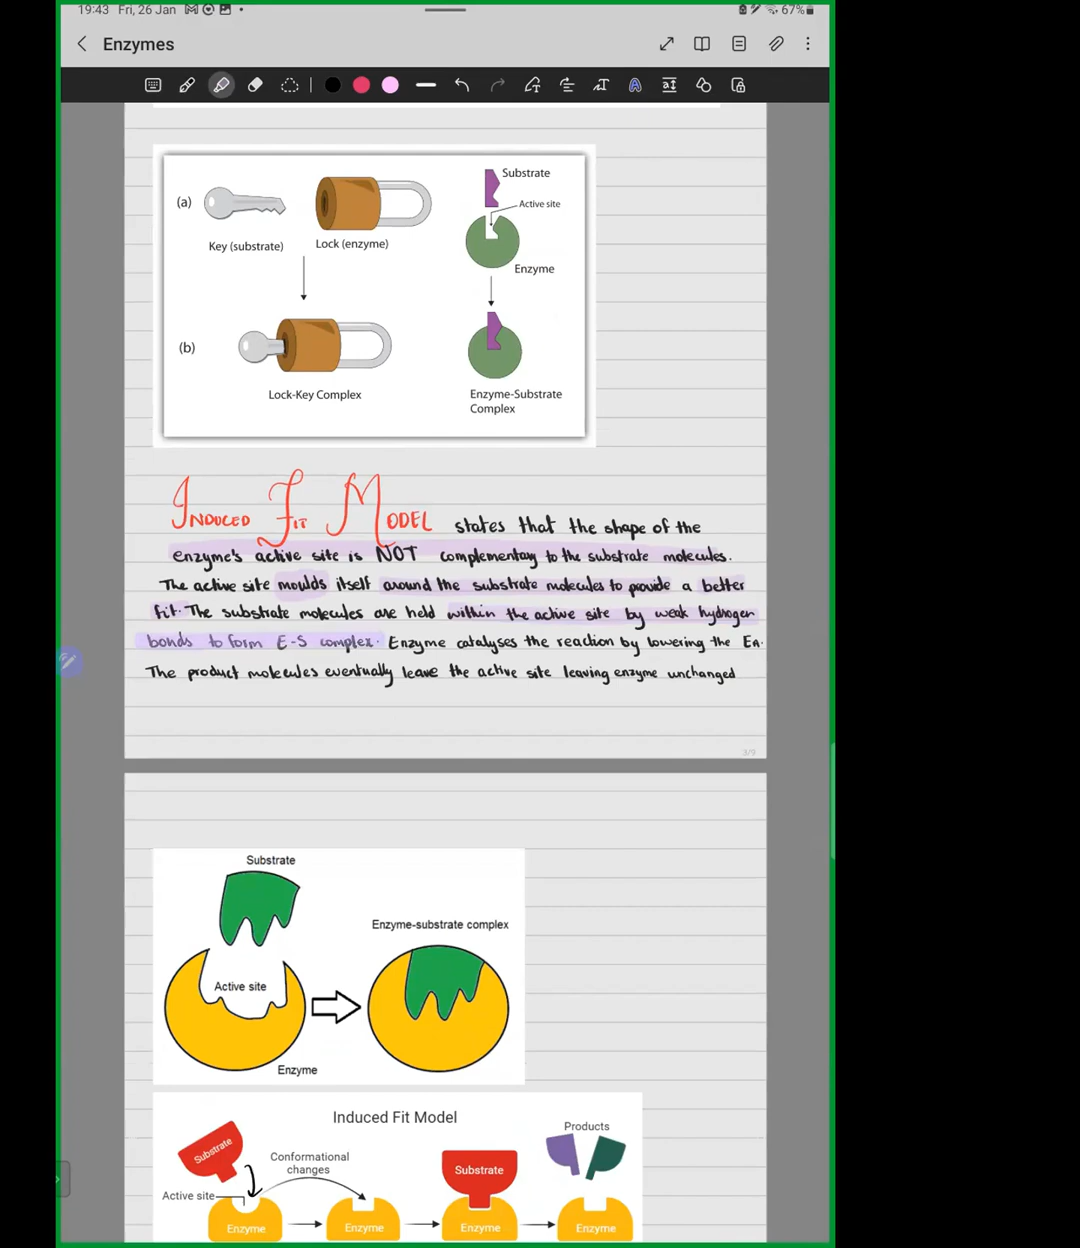 19:43 Fri, 26 Jan
67%
Enzymes
Substrate
(a)
Active site
Key (substrate)
Lock (enzyme)
Enzyme
(b)
Lock-Key Complex
Enzyme-Substrate
Complex
INDUCED FIT MODEL states that the shape of the
enzyme's active site is NOT complementary to the substrate molecules.
The active site moulds itself around the substrate molecules to provide a better
fit. The substrate molecules are held within the active site by weak hydrogen
bonds to form E-S complex. Enzyme catalyses the reaction by lowering the Ea.
The product molecules eventually leave the active site leaving enzyme unchanged
3/9
Substrate
Enzyme-substrate complex
Active site
Enzyme
Induced Fit Model
Products
Substrate
Conformational
changes
Substrate
Active site
Enzyme
Enzyme
Enzyme
Enzyme